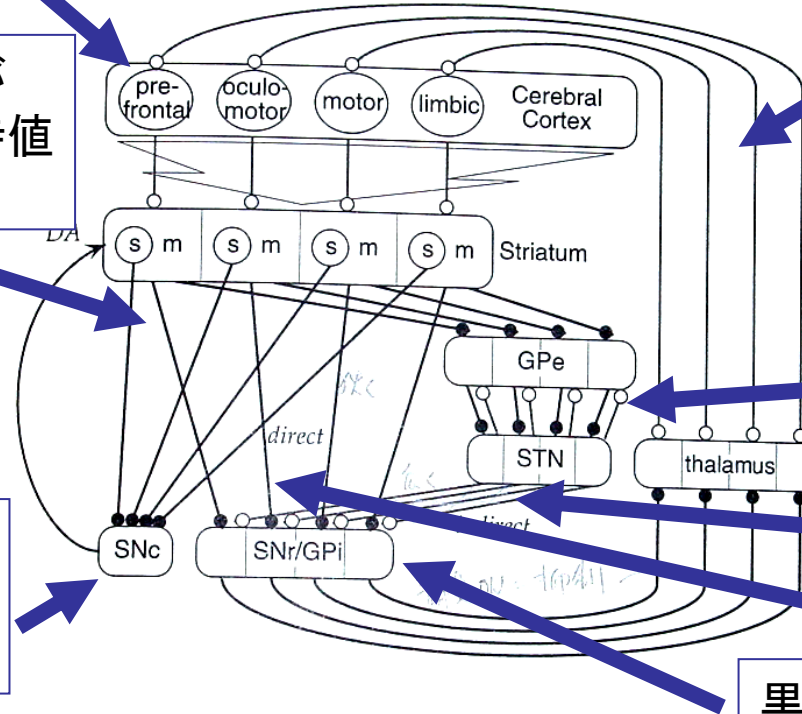 値
pre-
frontal
oculo-
motor
motor
limbic
Cerebral
Cortex
DA
s m s m s m s m
Striatum
GPe
direct
STN
thalamus
SNc
SNr/GPi
direct
黒